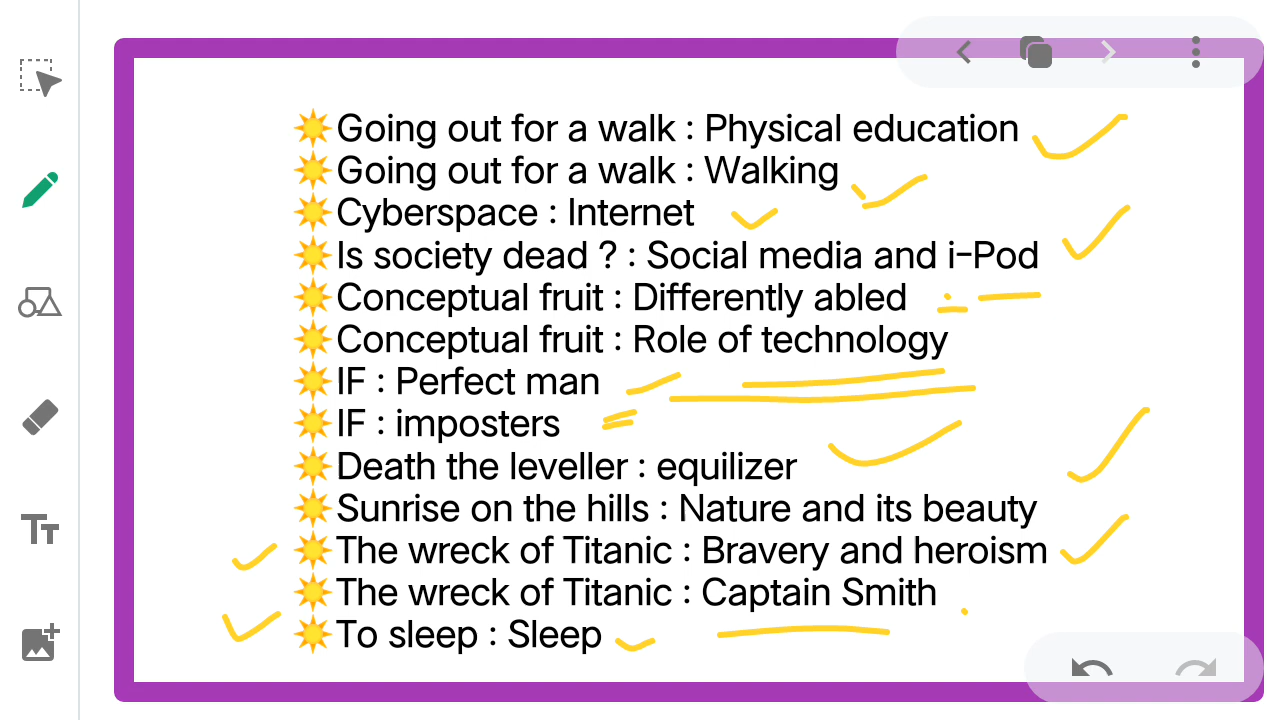 Going out for a walk : Physical education
Going out for a walk : Walking
Cyberspace : Internet
Is society dead ? : Social media and i-Pod
Conceptual fruit : Differently abled
Conceptual fruit : Role of technology
IF : Perfect man
IF : imposters
Death the leveller : equilizer
Sunrise on the hills : Nature and its beauty
The wreck of Titanic : Bravery and heroism
The wreck of Titanic : Captain Smith
To sleep : Sleep